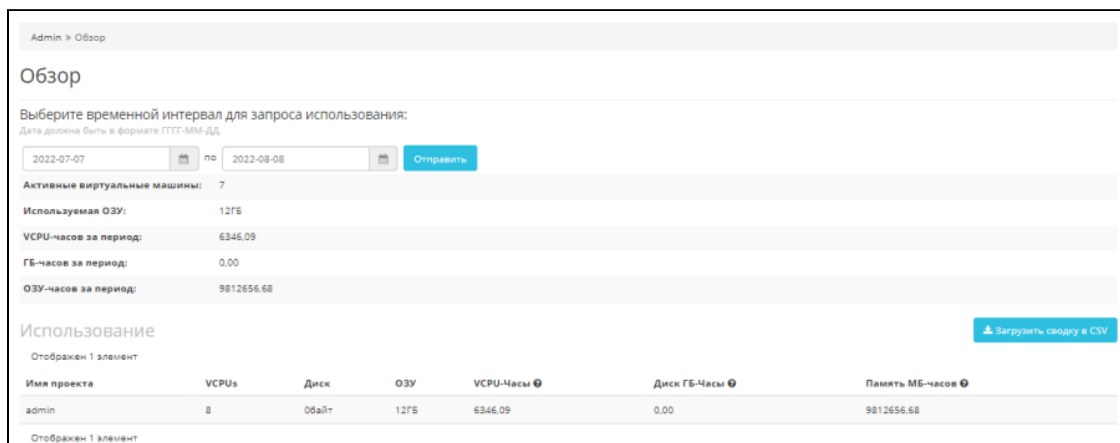 Admin » Обзор
Обзор
Выберите временной интервал для запроса использования:
Дата должна быть в формате ГГГГ-ММ-ДД.
2022-07-07 по 2022-08-08 Отправить
Активные виртуальные машины: 7
Используемая ОЗУ: 12ГБ
VCPU-часов за период: 6346,09
ГБ-часов за период: 0,00
ОЗУ-часов за период: 9812656,68
Использование Загрузить сводку в CSV
Отображен 1 элемент
Имя проекта VCPUs Диск ОЗУ VCPU-Часы Диск ГБ-Часы Память МБ-часов
admin 8 0байт 12ГБ 6346,09 0,00 9812656,68
Отображен 1 элемент